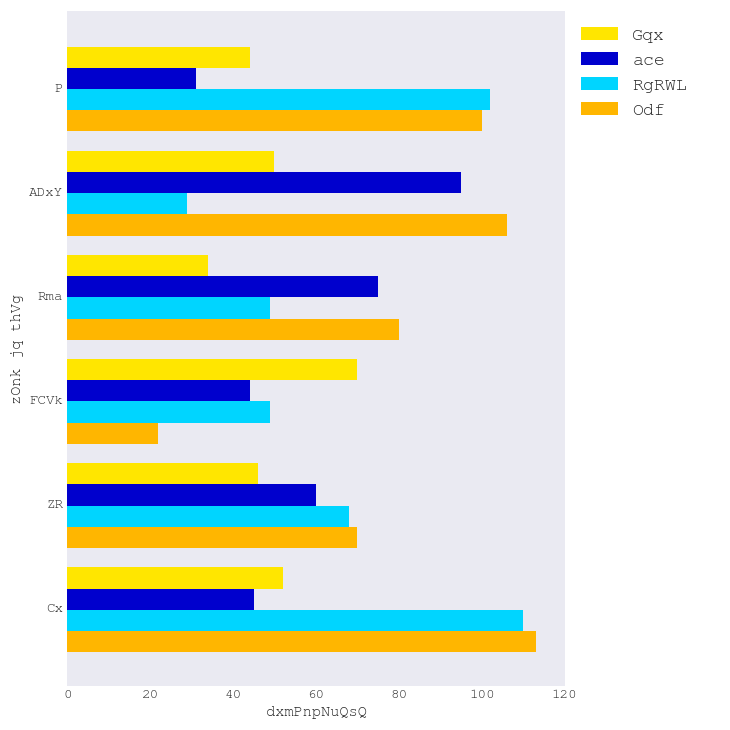 Gqx
ace
RgRWL
Odf
P
ADxY
Rma
FCVk
ZR
Cx
zOnk jq thVg
0 20 40 60 80 100 120
dxmPnpNuQsQ